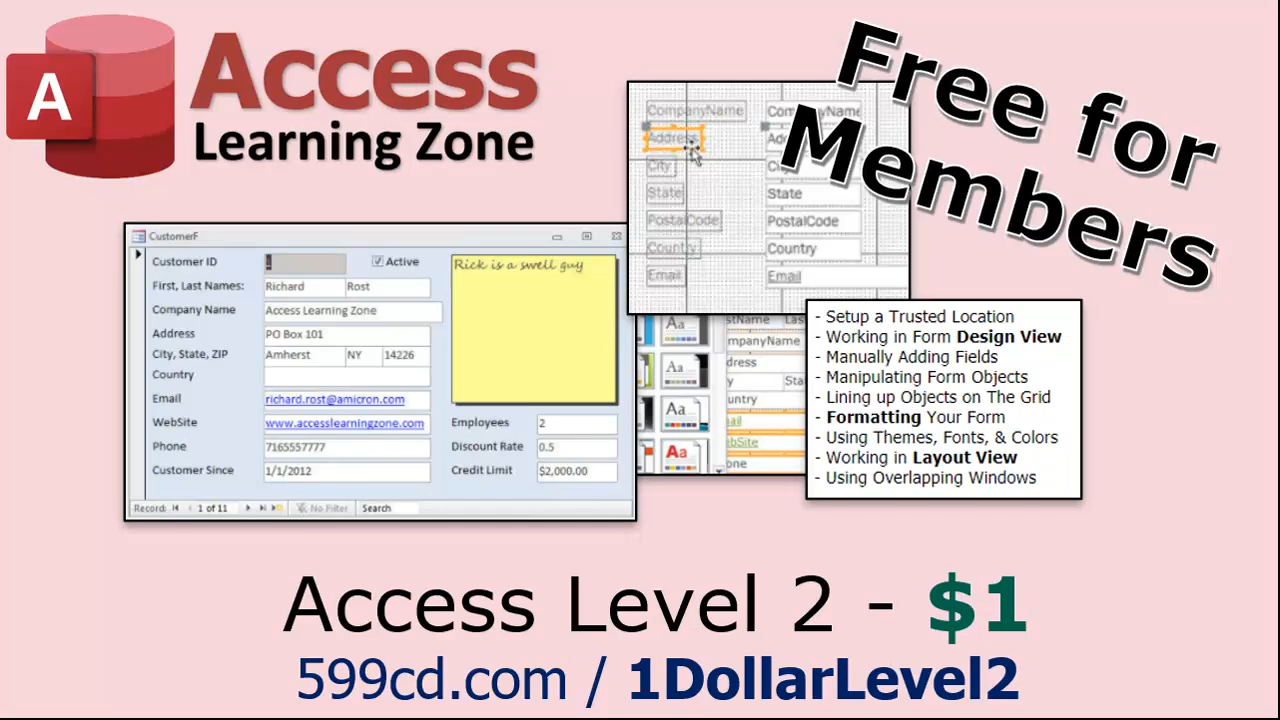 Access
Learning Zone
A
Free for
Members
CompanyName CompanyName
Address
City
State State
PostalCode PostalCode
Country Country
Email Email
CustomerF
Customer ID
Active
First, Last Names: Richard Rost
Company Name Access Learning Zone
Address PO Box 101
City, State, ZIP Amherst NY 14226
Country
Email richard.rost@amicron.com
WebSite www.accesslearningzone.com
Phone 7165557777
Customer Since 1/1/2012
Rick is a swell guy
Employees 2
Discount Rate 0.5
Credit Limit $2,000.00
Record: 1 of 11 No Filter Search
Aa
Aa
Aa
Aa
- Setup a Trusted Location
- Working in Form Design View
- Manually Adding Fields
- Manipulating Form Objects
- Lining up Objects on The Grid
- Formatting Your Form
- Using Themes, Fonts, & Colors
- Working in Layout View
- Using Overlapping Windows
Access Level 2 - $1
599cd.com / 1DollarLevel2